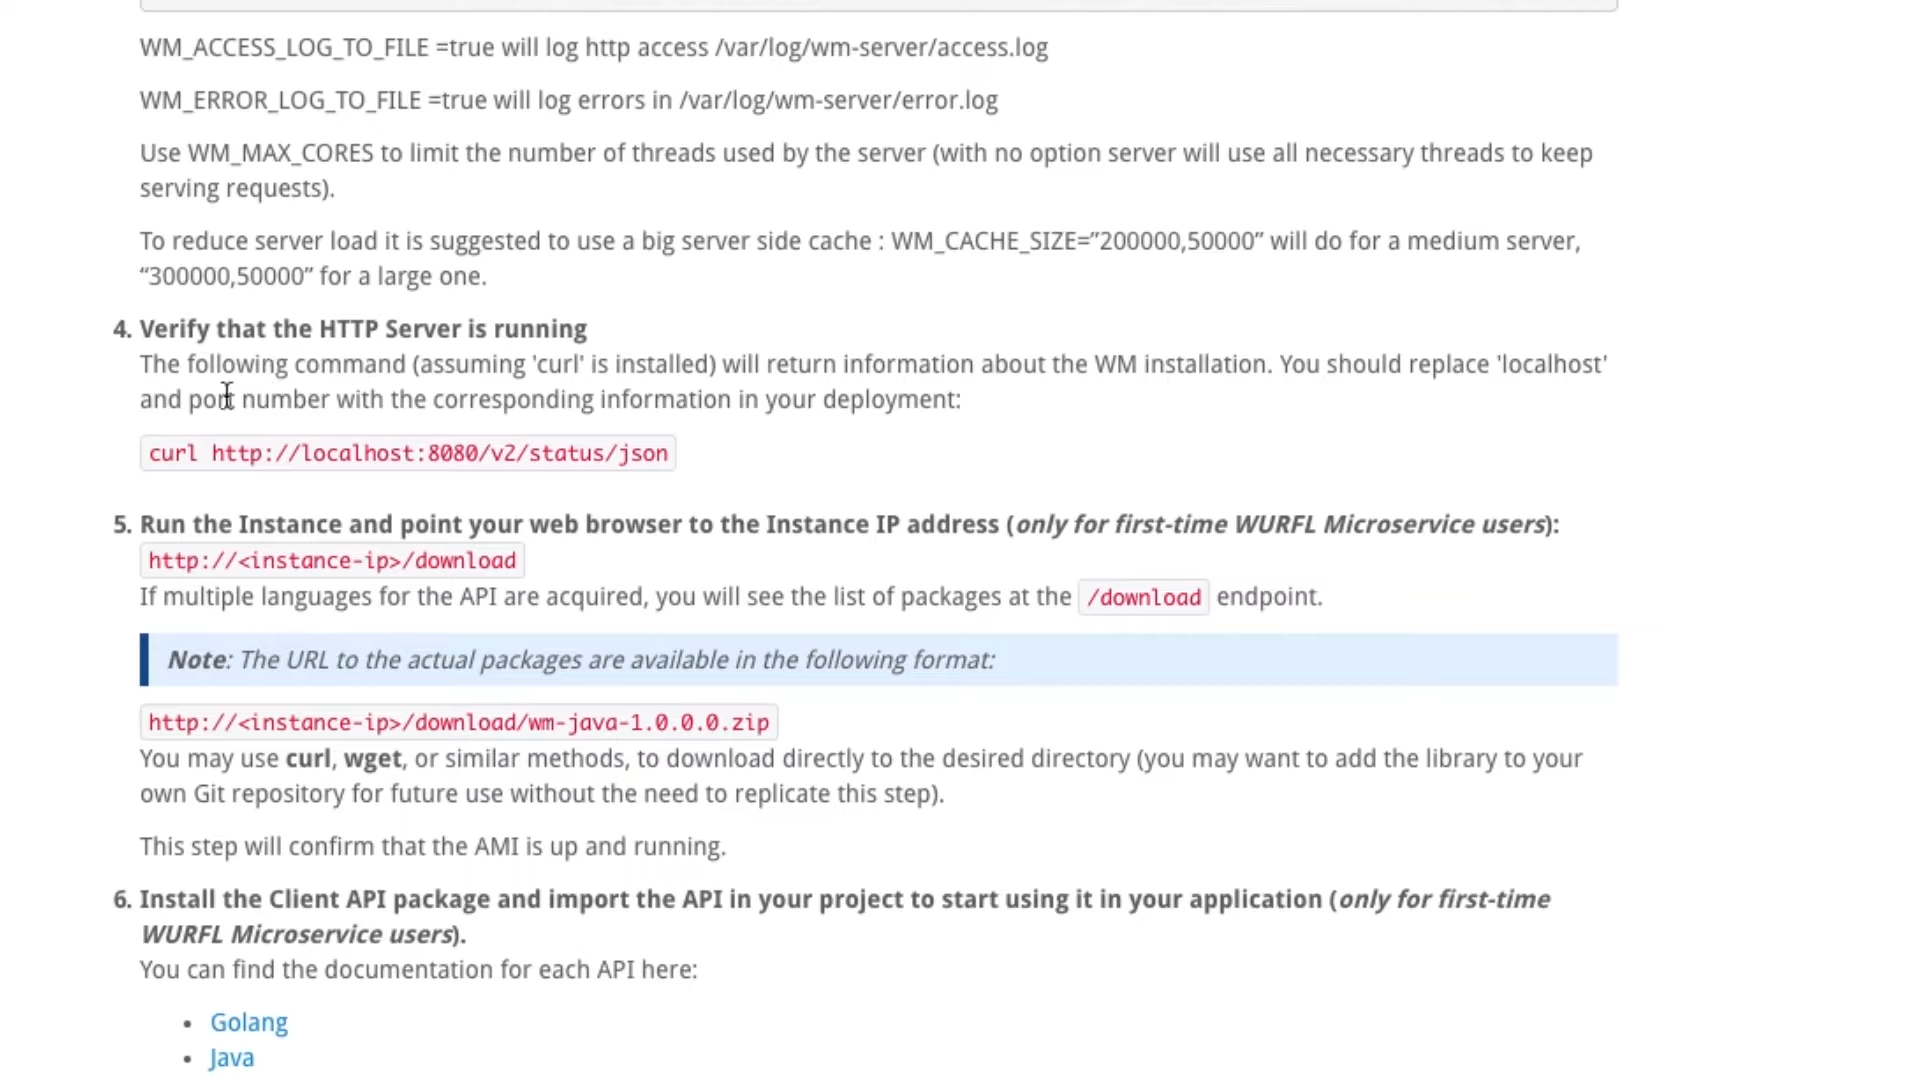 WM_ACCESS_LOG_TO_FILE =true will log http access /var/log/wm-server/access.log
WM_ERROR_LOG_TO_FILE =true will log errors in /var/log/wm-server/error.log
Use WM_MAX_CORES to limit the number of threads used by the server (with no option server will use all necessary threads to keep
serving requests).
To reduce server load it is suggested to use a big server side cache : WM_CACHE_SIZE=”200000,50000” will do for a medium server,
“300000,50000” for a large one.
4. Verify that the HTTP Server is running
The following command (assuming 'curl' is installed) will return information about the WM installation. You should replace 'localhost'
and port number with the corresponding information in your deployment:
curl http://localhost:8080/v2/status/json
5. Run the Instance and point your web browser to the Instance IP address (only for first-time WURFL Microservice users):
http://<instance-ip>/download
If multiple languages for the API are acquired, you will see the list of packages at the /download endpoint.
Note: The URL to the actual packages are available in the following format:
http://<instance-ip>/download/wm-java-1.0.0.0.zip
You may use curl, wget, or similar methods, to download directly to the desired directory (you may want to add the library to your
own Git repository for future use without the need to replicate this step).
This step will confirm that the AMI is up and running.
6. Install the Client API package and import the API in your project to start using it in your application (only for first-time
WURFL Microservice users).
You can find the documentation for each API here:
• Golang
• Java